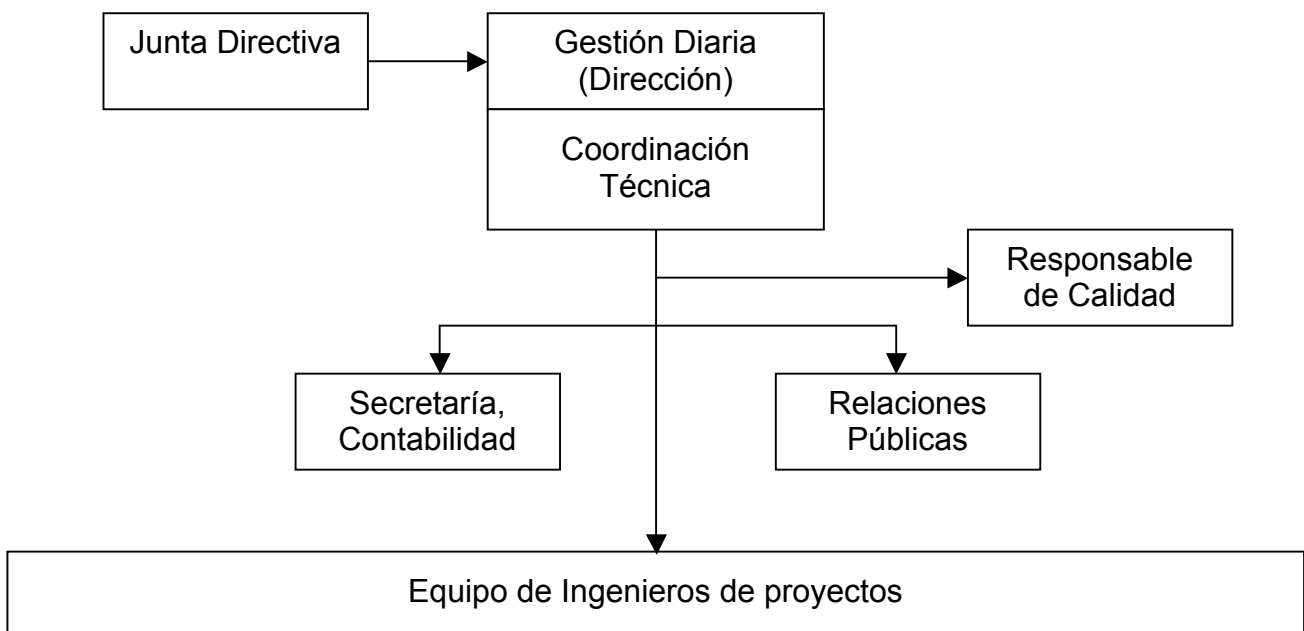 Junta Directiva
Gestión Diaria
(Dirección)
Coordinación
Técnica
Responsable
de Calidad
Secretaría,
Contabilidad
Relaciones
Públicas
Equipo de Ingenieros de proyectos